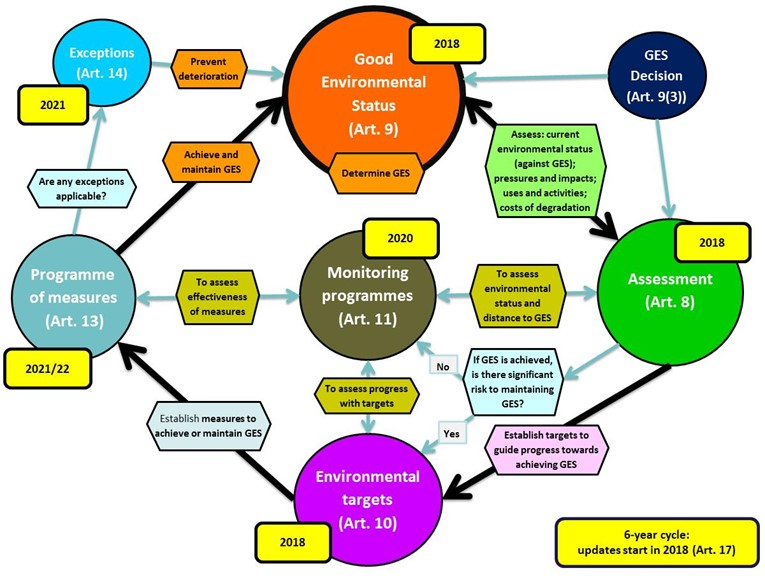 Exceptions
(Art. 14)
2021
Prevent
deterioration
Good
Environmental
Status
(Art. 9)
2018
Determine GES
GES
Decision
(Art. 9(3))
Achieve and
maintain GES
Are any exceptions
applicable?
Assess: current
environmental status
(against GES);
pressures and impacts;
uses and activities;
costs of degradation
Programme
of measures
(Art. 13)
2021/22
To assess
effectiveness
of measures
2020
Monitoring
programmes
(Art. 11)
To assess
environmental
status and
distance to GES
2018
Assessment
(Art. 8)
No
If GES is achieved,
is there significant
risk to maintaining
GES?
Yes
To assess progress
with targets
Establish measures to
achieve or maintain GES
Establish targets to
guide progress towards
achieving GES
Environmental
targets
(Art. 10)
2018
6-year cycle:
updates start in 2018 (Art. 17)